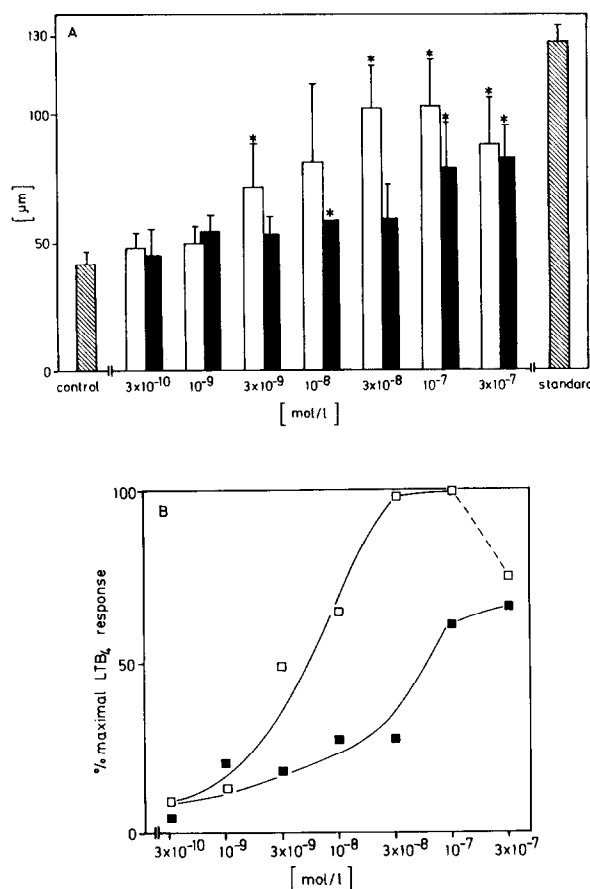 A
130
100
50
0
[ µm ]
* * * * * *
control 3x10⁻¹⁰ 10⁻⁹ 3x10⁻⁹ 10⁻⁸ 3x10⁻⁸ 10⁻⁷ 3x10⁻⁷ standard
[ mol/l ]
B
100
50
0
% maximal LTB₄ response
3x10⁻¹⁰ 10⁻⁹ 3x10⁻⁹ 10⁻⁸ 3x10⁻⁸ 10⁻⁷ 3x10⁻⁷
[ mol/l ]